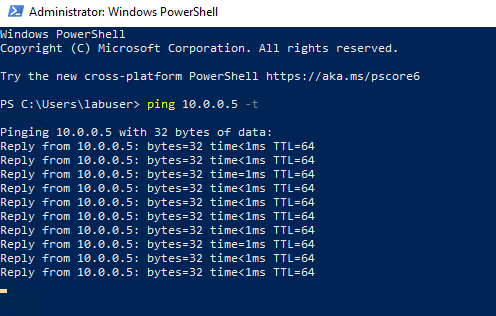 Administrator: Windows PowerShell
Windows PowerShell
Copyright (C) Microsoft Corporation. All rights reserved.
Try the new cross-platform PowerShell https://aka.ms/pscore6
PS C:\Users\labuser> ping 10.0.0.5 -t
Pinging 10.0.0.5 with 32 bytes of data:
Reply from 10.0.0.5: bytes=32 time<1ms TTL=64
Reply from 10.0.0.5: bytes=32 time=1ms TTL=64
Reply from 10.0.0.5: bytes=32 time<1ms TTL=64
Reply from 10.0.0.5: bytes=32 time=1ms TTL=64
Reply from 10.0.0.5: bytes=32 time<1ms TTL=64
Reply from 10.0.0.5: bytes=32 time<1ms TTL=64
Reply from 10.0.0.5: bytes=32 time<1ms TTL=64
Reply from 10.0.0.5: bytes=32 time=1ms TTL=64
Reply from 10.0.0.5: bytes=32 time<1ms TTL=64
Reply from 10.0.0.5: bytes=32 time<1ms TTL=64